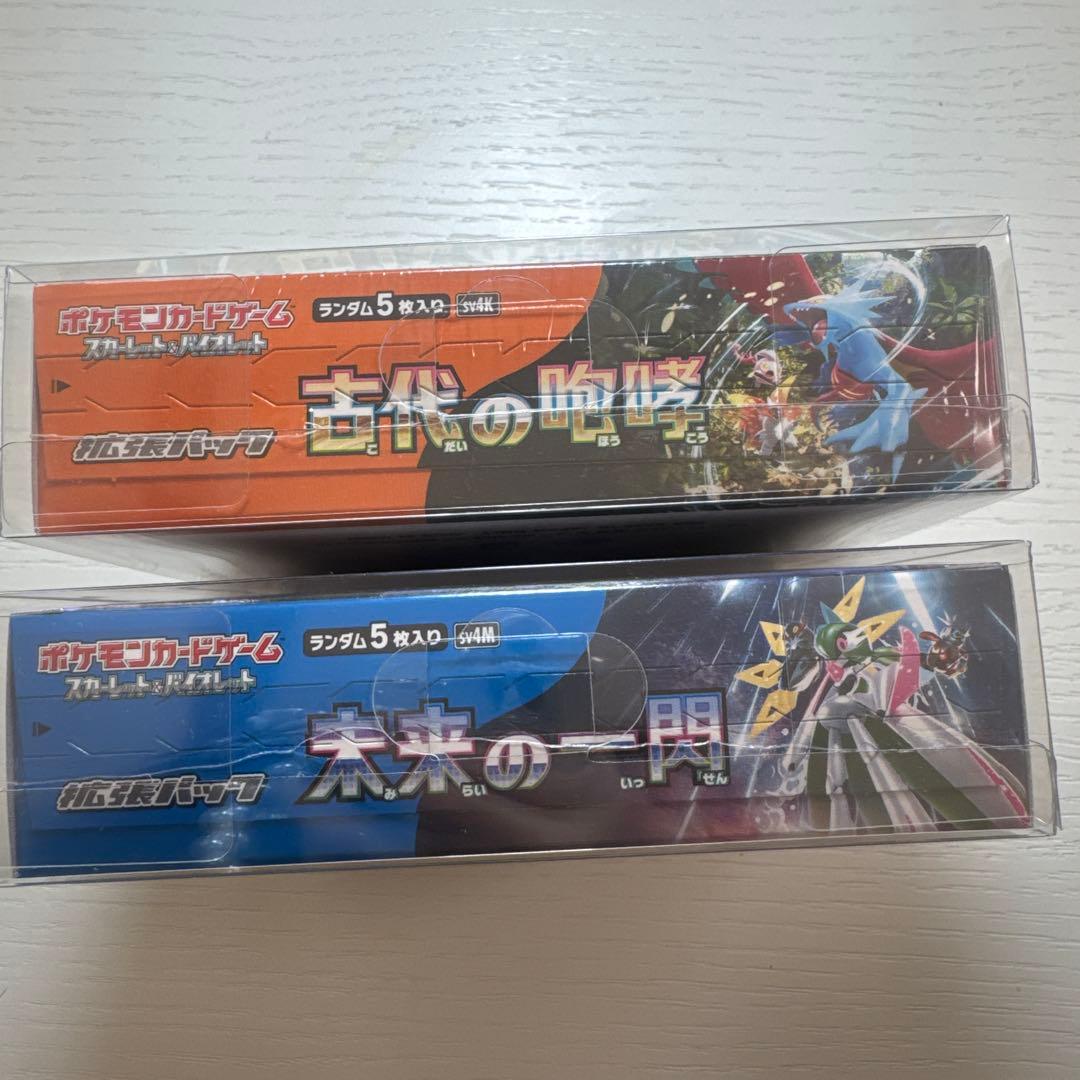 ポケモンカードゲーム™
スカーレット&バイオレット
ランダム5枚入り sv4K
古代の咆哮
こ だい ほう こう
拡張パック
ポケモンカードゲーム™
スカーレット&バイオレット
ランダム5枚入り sv4M
未来の一閃
み らい いっ せん
拡張パック